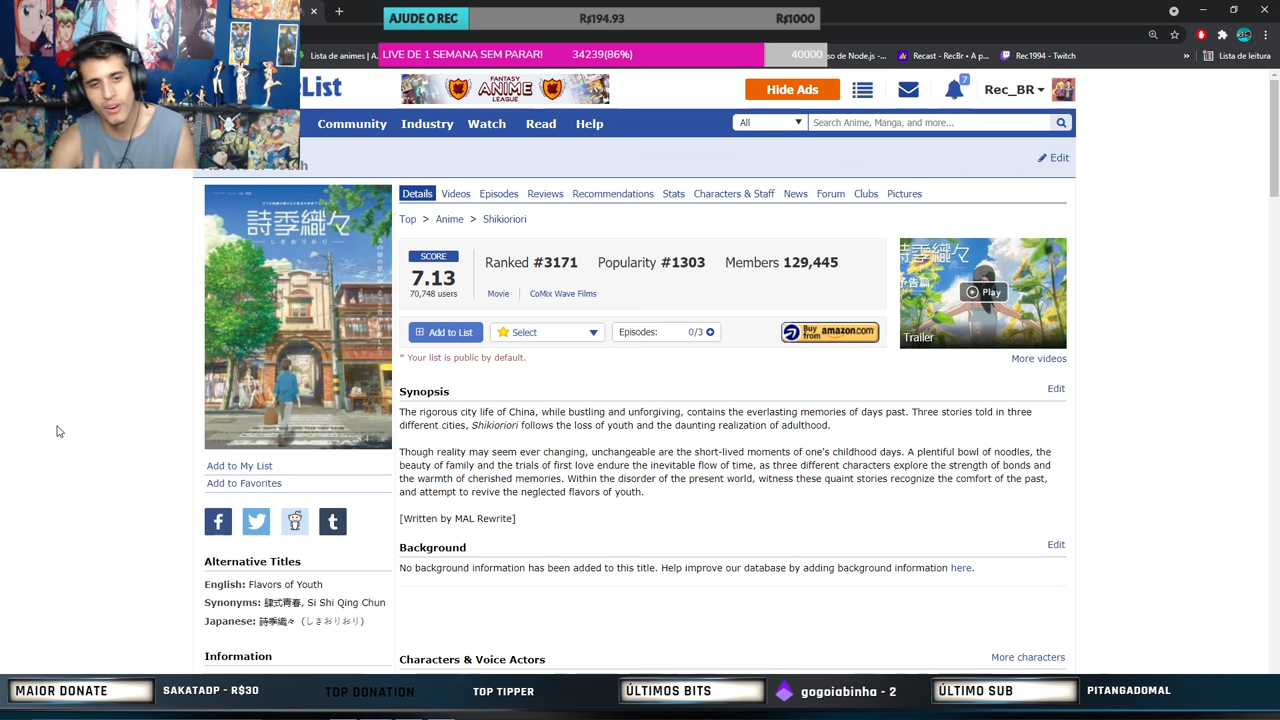 AJUDE O REC R$194.93 R$1000
Lista de animes | A.
LIVE DE 1 SEMANA SEM PARAR! 34239(86%) 40000
so de Node.js -...
Recast - RecBr • A p...
Rec1994 - Twitch
»
Lista de leitura
List
FANTASY
ANIME
LEAGUE
Hide Ads
7
Rec_BR
Community Industry Watch Read Help
All
Search Anime, Manga, and more...
Edit
詩季織々
しきおりおり
Details Videos Episodes Reviews Recommendations Stats Characters & Staff News Forum Clubs Pictures
Top > Anime > Shikioriori
SCORE
7.13
70,748 users
Ranked #3171 Popularity #1303 Members 129,445
Movie CoMix Wave Films
詩季織々
Play
Trailer
Add to List
Select
Episodes: 0/3
Buy from amazon.com
* Your list is public by default.
More videos
Synopsis
Edit
The rigorous city life of China, while bustling and unforgiving, contains the everlasting memories of days past. Three stories told in three
different cities, Shikioriori follows the loss of youth and the daunting realization of adulthood.
Though reality may seem ever changing, unchangeable are the short-lived moments of one's childhood days. A plentiful bowl of noodles, the
beauty of family and the trials of first love endure the inevitable flow of time, as three different characters explore the strength of bonds and
the warmth of cherished memories. Within the disorder of the present world, witness these quaint stories recognize the comfort of the past,
and attempt to revive the neglected flavors of youth.
[Written by MAL Rewrite]
Background
Edit
No background information has been added to this title. Help improve our database by adding background information here.
Add to My List
Add to Favorites
Alternative Titles
English: Flavors of Youth
Synonyms: 肆式青春, Si Shi Qing Chun
Japanese: 詩季織々（しきおりおり）
Information
Characters & Voice Actors
More characters
MAIOR DONATE SAKATADP - R$30 TOP DONATION TOP TIPPER ÚLTIMOS BITS gogoiabinha - 2 ÚLTIMO SUB PITANGADOMAL